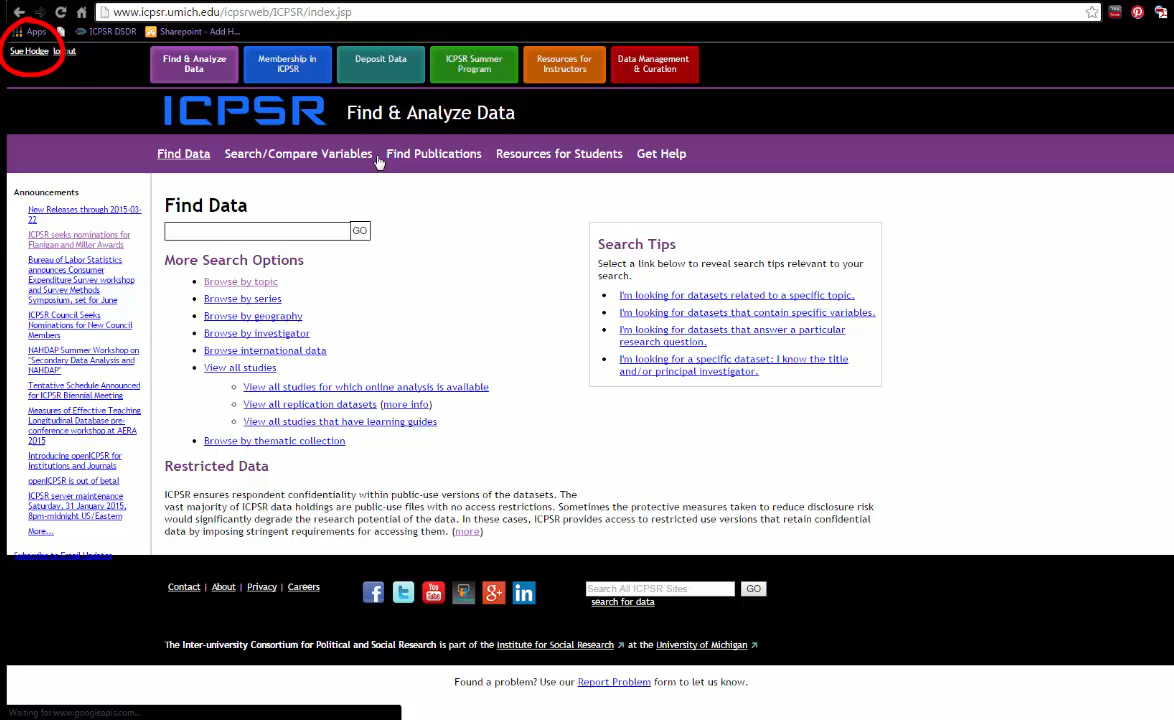 www.icpsr.umich.edu/icpsrweb/ICPSR/index.jsp
Apps ICPSR DSDR Sharepoint - Add H...
Sue Hodge logout
Find & Analyze
Data
Membership in
ICPSR
Deposit Data
ICPSR Summer
Program
Resources for
Instructors
Data Management
& Curation
ICPSR Find & Analyze Data
Find Data Search/Compare Variables Find Publications Resources for Students Get Help
Announcements
New Releases through 2015-03-
22
ICPSR seeks nominations for
Flanigan and Miller Awards
Bureau of Labor Statistics
announces Consumer
Expenditure Survey workshop
and Survey Methods
Symposium, set for June
ICPSR Council Seeks
Nominations for New Council
Members
NAHDAP Summer Workshop on
"Secondary Data Analysis and
NAHDAP"
Tentative Schedule Announced
for ICPSR Biennial Meeting
Measures of Effective Teaching
Longitudinal Database pre-
conference workshop at AERA
2015
Introducing openICPSR for
Institutions and Journals
openICPSR is out of beta!
ICPSR server maintenance
Saturday, 31 January 2015,
8pm-midnight US/Eastern
More...
Subscribe to Email Updates
Find Data
GO
More Search Options
Browse by topic
Browse by series
Browse by geography
Browse by investigator
Browse international data
View all studies
View all studies for which online analysis is available
View all replication datasets (more info)
View all studies that have learning guides
Browse by thematic collection
Search Tips
Select a link below to reveal search tips relevant to your
search.
I'm looking for datasets related to a specific topic.
I'm looking for datasets that contain specific variables.
I'm looking for datasets that answer a particular
research question.
I'm looking for a specific dataset; I know the title
and/or principal investigator.
Restricted Data
ICPSR ensures respondent confidentiality within public-use versions of the datasets. The
vast majority of ICPSR data holdings are public-use files with no access restrictions. Sometimes the protective measures taken to reduce disclosure risk
would significantly degrade the research potential of the data. In these cases, ICPSR provides access to restricted use versions that retain confidential
data by imposing stringent requirements for accessing them. (more)
Contact | About | Privacy | Careers
You Tube
g+
in
Search All ICPSR Sites GO
search for data
The Inter-university Consortium for Political and Social Research is part of the Institute for Social Research at the University of Michigan
Found a problem? Use our Report Problem form to let us know.
Waiting for www.googleapis.com...